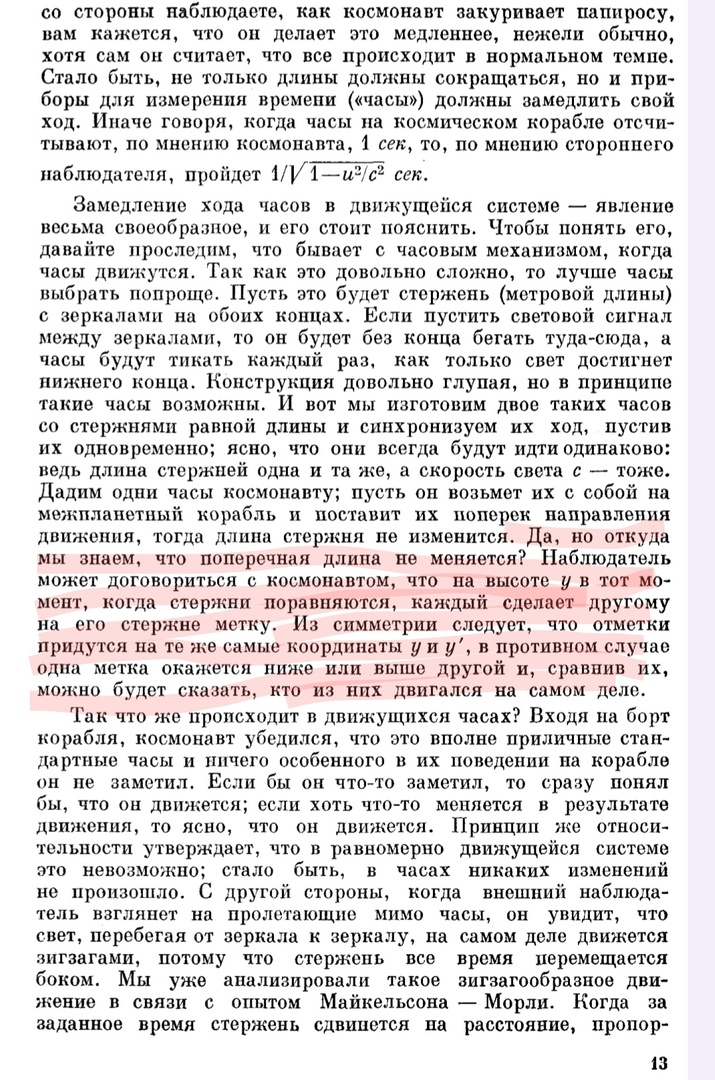 со стороны наблюдаете, как космонавт закуривает папиросу,
вам кажется, что он делает это медленнее, нежели обычно,
хотя сам он считает, что все происходит в нормальном темпе.
Стало быть, не только длины должны сокращаться, но и при-
боры для измерения времени («часы») должны замедлить свой
ход. Иначе говоря, когда часы на космическом корабле отсчи-
тывают, по мнению космонавта, 1 сек, то, по мнению стороннего
наблюдателя, пройдет 1/√1—u²/c² сек.
Замедление хода часов в движущейся системе — явление
весьма своеобразное, и его стоит пояснить. Чтобы понять его,
давайте проследим, что бывает с часовым механизмом, когда
часы движутся. Так как это довольно сложно, то лучше часы
выбрать попроще. Пусть это будет стержень (метровой длины)
с зеркалами на обоих концах. Если пустить световой сигнал
между зеркалами, то он будет без конца бегать туда-сюда, а
часы будут тикать каждый раз, как только свет достигнет
нижнего конца. Конструкция довольно глупая, но в принципе
такие часы возможны. И вот мы изготовим двое таких часов
со стержнями равной длины и синхронизуем их ход, пустив
их одновременно; ясно, что они всегда будут идти одинаково:
ведь длина стержней одна и та же, а скорость света c — тоже.
Дадим одни часы космонавту; пусть он возьмет их с собой на
межпланетный корабль и поставит их поперек направления
движения, тогда длина стержня не изменится. Да, но откуда
мы знаем, что поперечная длина не меняется? Наблюдатель
может договориться с космонавтом, что на высоте y в тот мо-
мент, когда стержни поравняются, каждый сделает другому
на его стержне метку. Из симметрии следует, что отметки
придутся на те же самые координаты y и y′, в противном случае
одна метка окажется ниже или выше другой и, сравнив их,
можно будет сказать, кто из них двигался на самом деле.
Так что же происходит в движущихся часах? Входя на борт
корабля, космонавт убедился, что это вполне приличные стан-
дартные часы и ничего особенного в их поведении на корабле
он не заметил. Если бы он что-то заметил, то сразу понял
бы, что он движется; если хоть что-то меняется в результате
движения, то ясно, что он движется. Принцип же относи-
тельности утверждает, что в равномерно движущейся системе
это невозможно; стало быть, в часах никаких изменений
не произошло. С другой стороны, когда внешний наблюда-
тель взглянет на пролетающие мимо часы, он увидит, что
свет, перебегая от зеркала к зеркалу, на самом деле движется
зигзагами, потому что стержень все время перемещается
боком. Мы уже анализировали такое зигзагообразное дви-
жение в связи с опытом Майкельсона — Морли. Когда за
заданное время стержень сдвинется на расстояние, пропор-
13